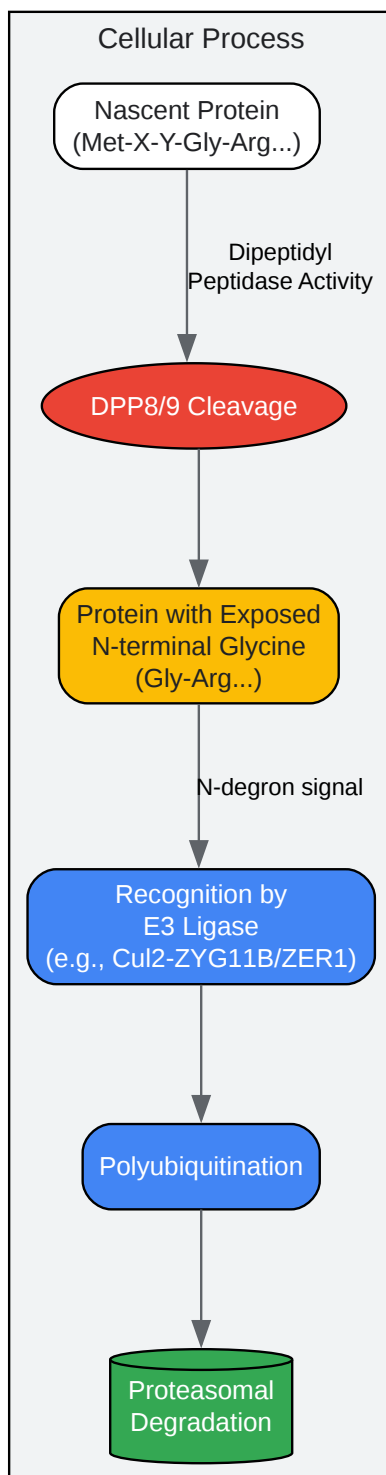 Cellular Process
Nascent Protein
(Met-X-Y-Gly-Arg...)
Dipeptidyl
Peptidase Activity
DPP8/9 Cleavage
Protein with Exposed
N-terminal Glycine
(Gly-Arg...)
N-degron signal
Recognition by
E3 Ligase
(e.g., Cul2-ZYG11B/ZER1)
Polyubiquitination
Proteasomal
Degradation